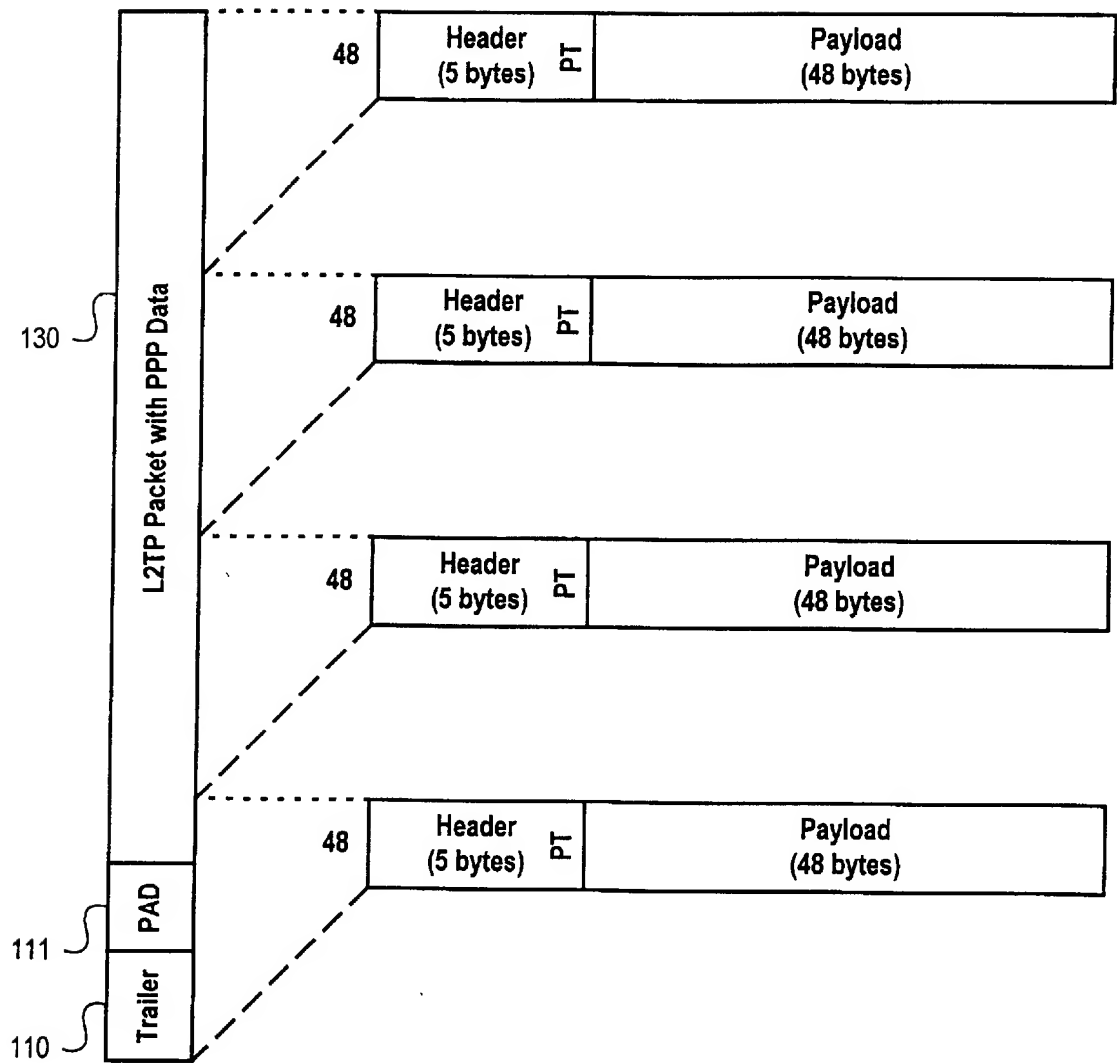 48
Header
(5 bytes)
PT
Payload
(48 bytes)
48
Header
(5 bytes)
PT
Payload
(48 bytes)
130
L2TP Packet with PPP Data
48
Header
(5 bytes)
PT
Payload
(48 bytes)
48
Header
(5 bytes)
PT
Payload
(48 bytes)
111
PAD
110
Trailer